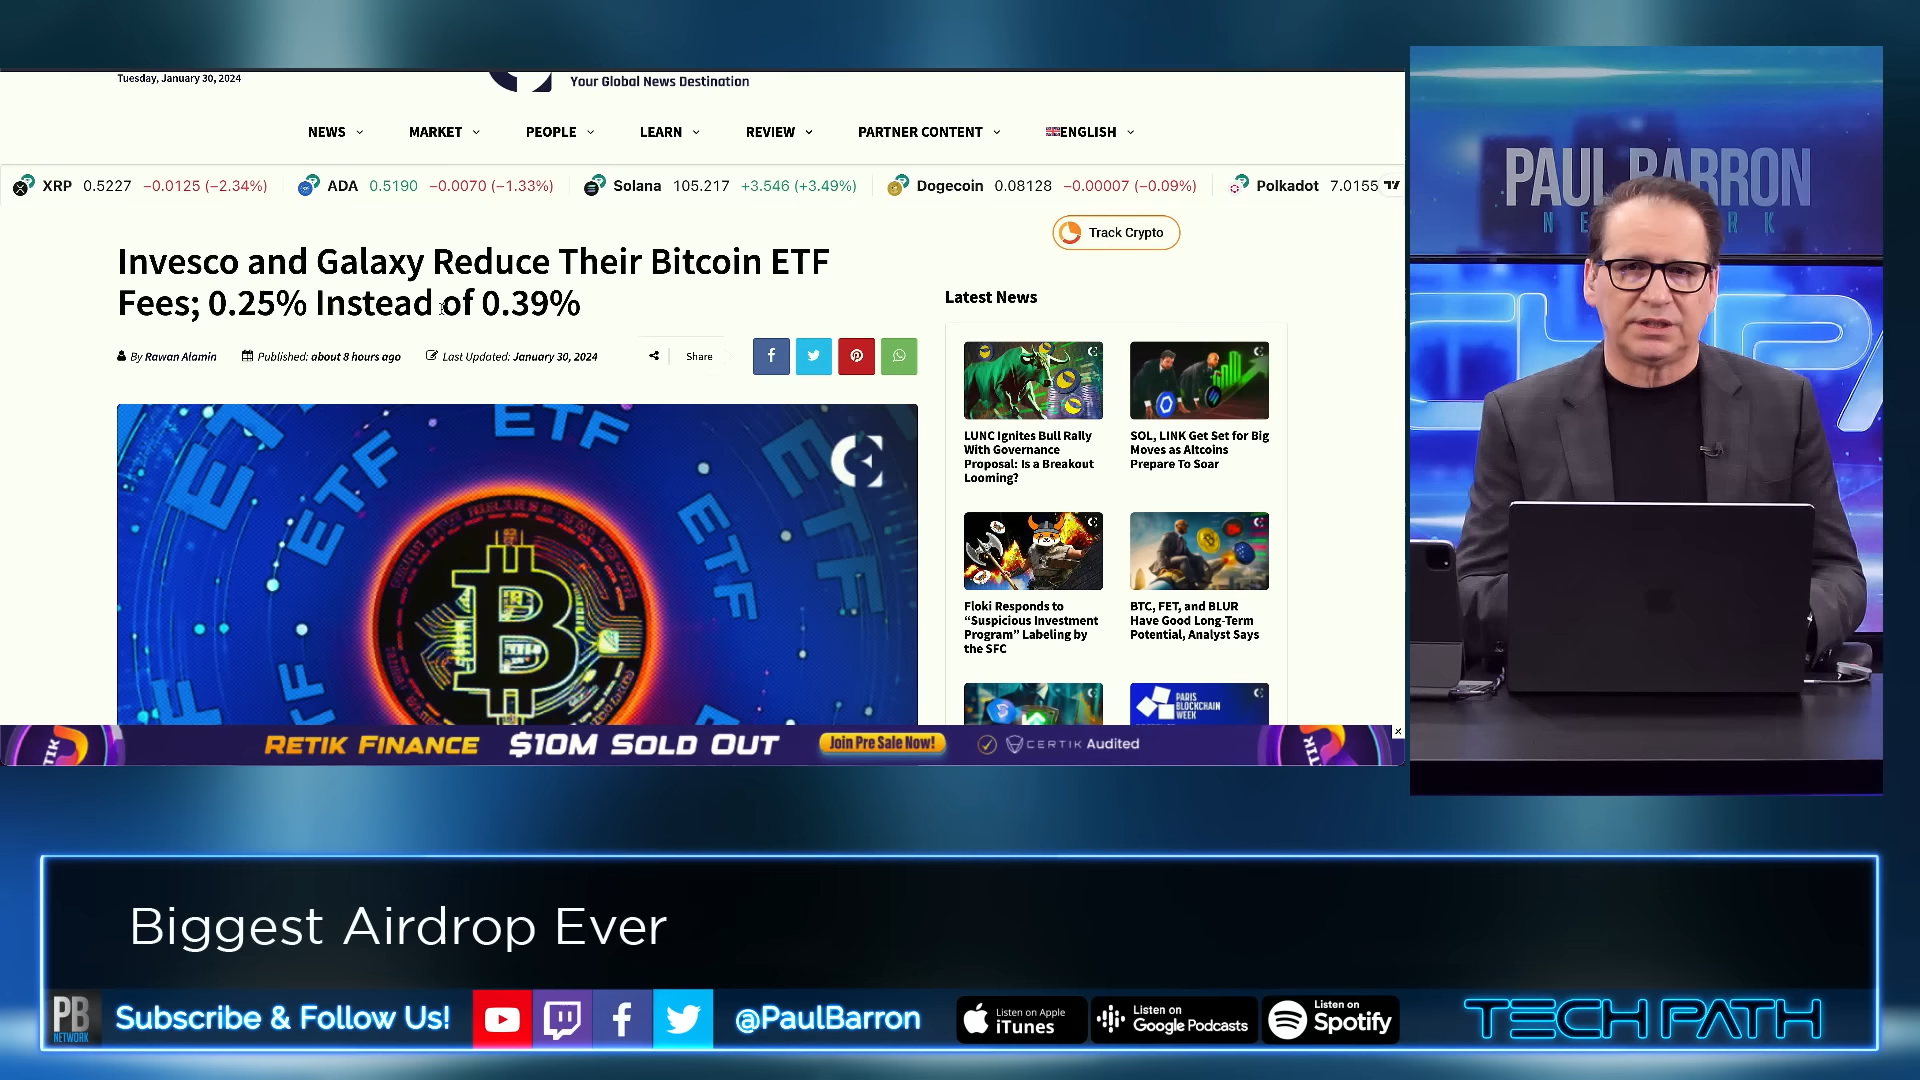 Tuesday, January 30, 2024
Your Global News Destination
NEWS MARKET PEOPLE LEARN REVIEW PARTNER CONTENT ENGLISH
XRP 0.5227 −0.0125 (−2.34%) ADA 0.5190 −0.0070 (−1.33%) Solana 105.217 +3.546 (+3.49%) Dogecoin 0.08128 −0.00007 (−0.09%) Polkadot 7.0155
Track Crypto
Invesco and Galaxy Reduce Their Bitcoin ETF
Fees; 0.25% Instead of 0.39%
By Rawan Alamin Published: about 8 hours ago Last Updated: January 30, 2024 Share
ETF
ETF
ETF
ETF
ETF
Latest News
LUNC Ignites Bull Rally
With Governance
Proposal: Is a Breakout
Looming?
SOL, LINK Get Set for Big
Moves as Altcoins
Prepare To Soar
Floki Responds to
“Suspicious Investment
Program” Labeling by
the SFC
BTC, FET, and BLUR
Have Good Long-Term
Potential, Analyst Says
PARIS
BLOCKCHAIN
WEEK
RETIK FINANCE $10M SOLD OUT Join Pre Sale Now! CERTIK Audited
PAUL BARRON
Biggest Airdrop Ever
PB
NETWORK
Subscribe & Follow Us!
@PaulBarron
Listen on Apple
iTunes
Listen on
Google Podcasts
Listen on
Spotify
TECH PATH